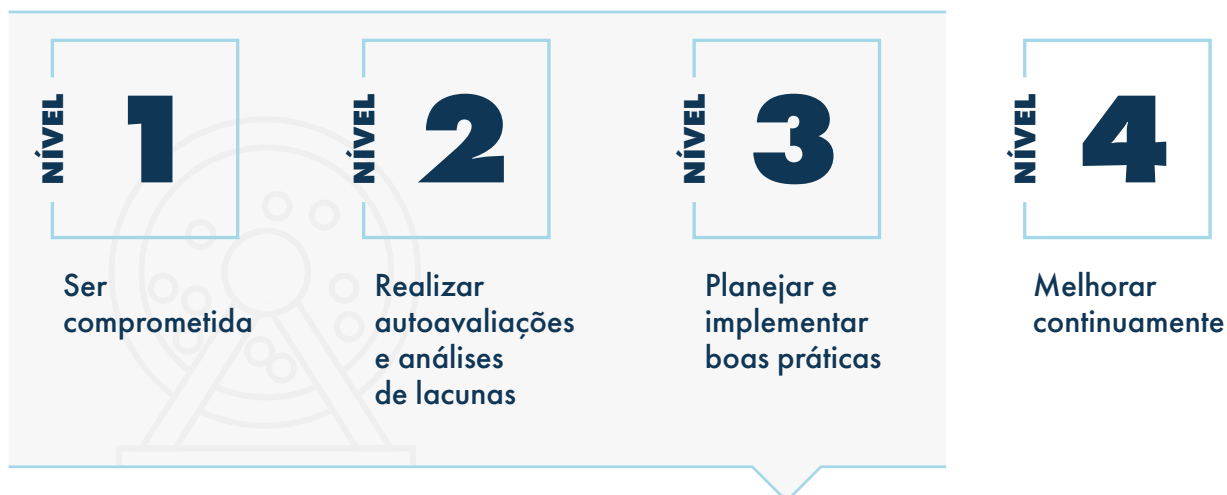 NÍVEL
1
Ser
comprometida
NÍVEL
2
Realizar
autoavaliações
e análises
de lacunas
NÍVEL
3
Planejar e
implementar
boas práticas
NÍVEL
4
Melhorar
continuamente